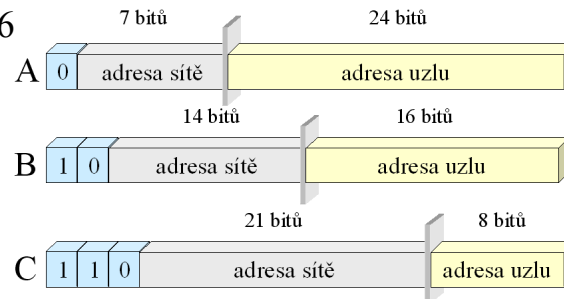 6
7 bitů 24 bitů
A 0 adresa sítě adresa uzlu
14 bitů 16 bitů
B 1 0 adresa sítě adresa uzlu
21 bitů 8 bitů
C 1 1 0 adresa sítě adresa uzlu